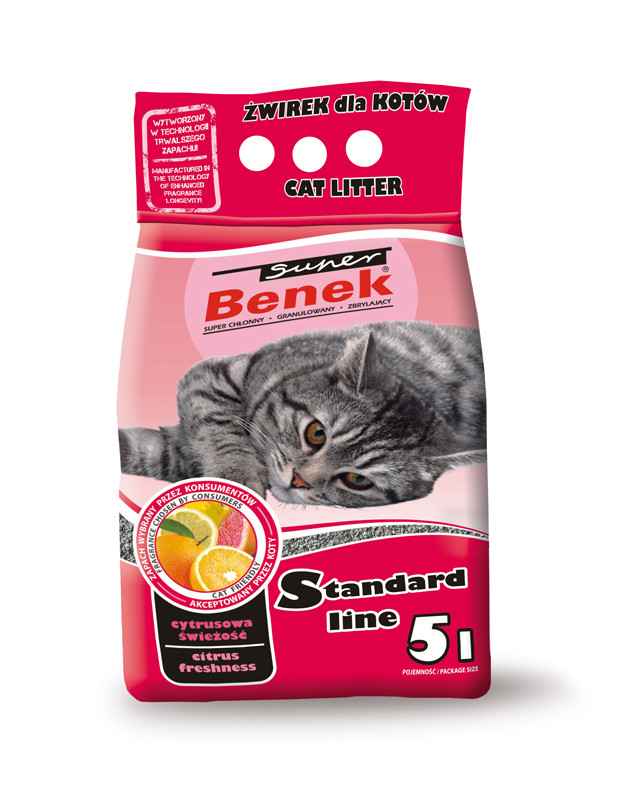 ŻWIREK dla KOTÓW
WYTWORZONY
W TECHNOLOGII
TRWALSZEGO
ZAPACHU!
MANUFACTURED IN
THE TECHNOLOGY
OF ENHANCED
FRAGRANCE
LONGEVITY!
CAT LITTER
super
Benek®
SUPER CHŁONNY • GRANULOWANY • ZBRYLAJĄCY
ZAPACH WYBRANY PRZEZ KONSUMENTÓW
FRAGRANCE CHOSEN BY CONSUMERS
CAT FRIENDLY
AKCEPTOWANY PRZEZ KOTY
cytrusowa
świeżość
citrus
freshness
Standard
line
5 l
POJEMNOŚĆ / PACKAGE SIZE